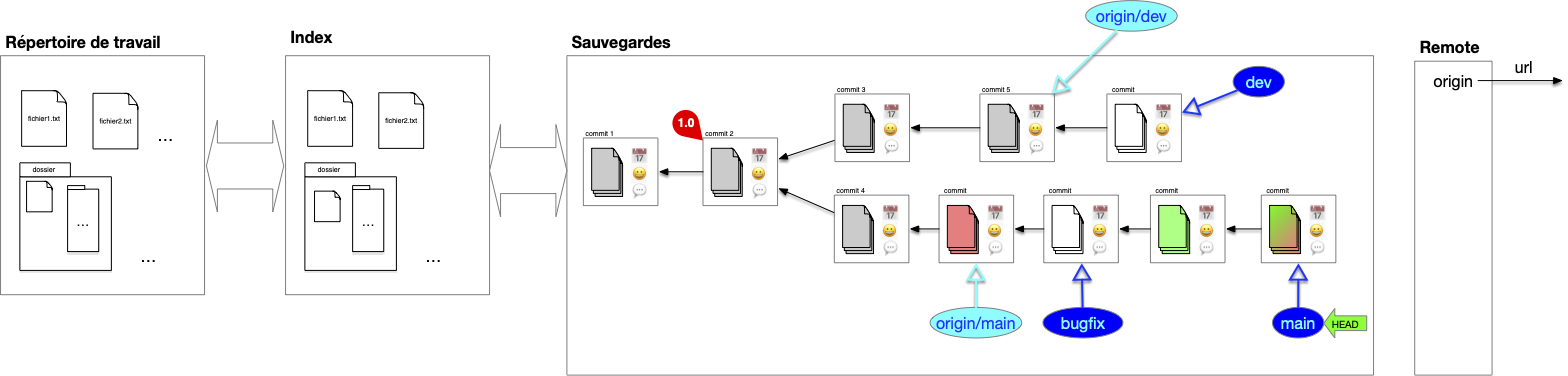 Répertoire de travail
fichier1.txt
fichier2.txt
...
dossier
...
...
Index
fichier1.txt
fichier2.txt
dossier
...
...
Sauvegardes
origin/dev
dev
commit 3
commit 5
commit
17
17
17
1.0
commit 1
commit 2
17
17
commit 4
commit
commit
commit
commit
17
17
17
17
17
origin/main
bugfix
main
HEAD
Remote
origin
url